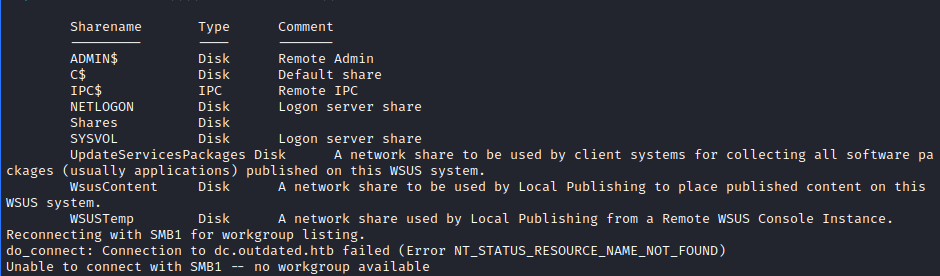 Sharename Type Comment
--------- ---- -------
ADMIN$ Disk Remote Admin
C$ Disk Default share
IPC$ IPC Remote IPC
NETLOGON Disk Logon server share
Shares Disk
SYSVOL Disk Logon server share
UpdateServicesPackages Disk A network share to be used by client systems for collecting all software pa
ckages (usually applications) published on this WSUS system.
WsusContent Disk A network share to be used by Local Publishing to place published content on this
WSUS system.
WSUSTemp Disk A network share used by Local Publishing from a Remote WSUS Console Instance.
Reconnecting with SMB1 for workgroup listing.
do_connect: Connection to dc.outdated.htb failed (Error NT_STATUS_RESOURCE_NAME_NOT_FOUND)
Unable to connect with SMB1 -- no workgroup available